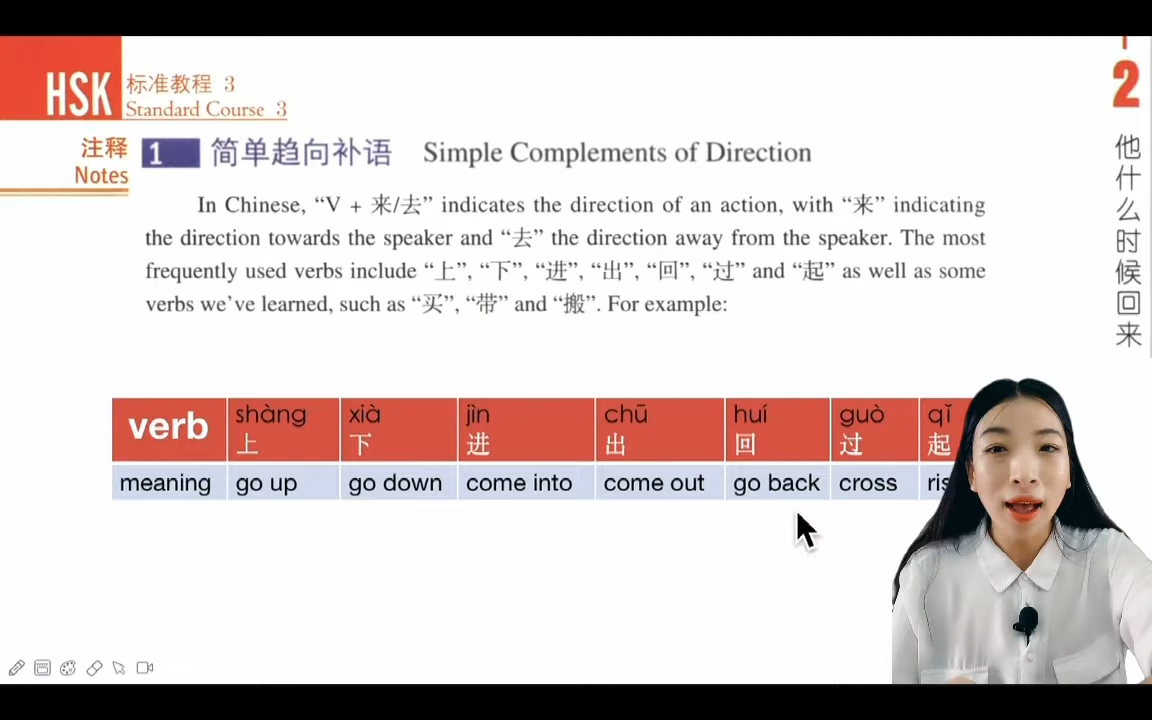 HSK
标准教程 3
Standard Course 3
注释
Notes
1 简单趋向补语 Simple Complements of Direction
In Chinese, “V + 来/去” indicates the direction of an action, with “来” indicating
the direction towards the speaker and “去” the direction away from the speaker. The most
frequently used verbs include “上”, “下”, “进”, “出”, “回”, “过” and “起” as well as some
verbs we’ve learned, such as “买”, “带” and “搬”. For example:
verb shàng xià jìn chū huí guò qǐ
上 下 进 出 回 过 起
meaning go up go down come into come out go back cross
2
他什么时候回来